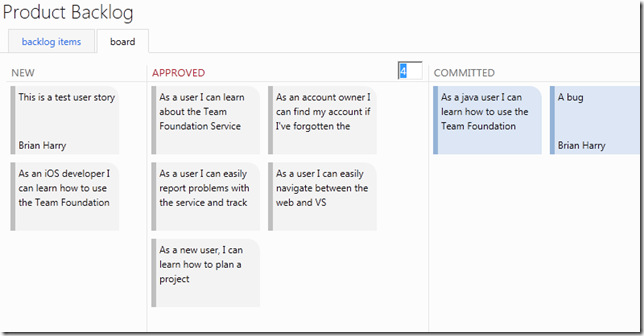 Product Backlog
backlog items
board
NEW
APPROVED
4
COMMITTED
This is a test user story
Brian Harry
As an iOS developer I
can learn how to use
the Team Foundation
As a user I can learn
about the Team
Foundation Service
As an account owner I
can find my account if
I've forgotten the
As a user I can easily
report problems with
the service and track
As a user I can easily
navigate between the
web and VS
As a new user, I can
learn how to plan a
project
As a java user I can
learn how to use the
Team Foundation
A bug
Brian Harry